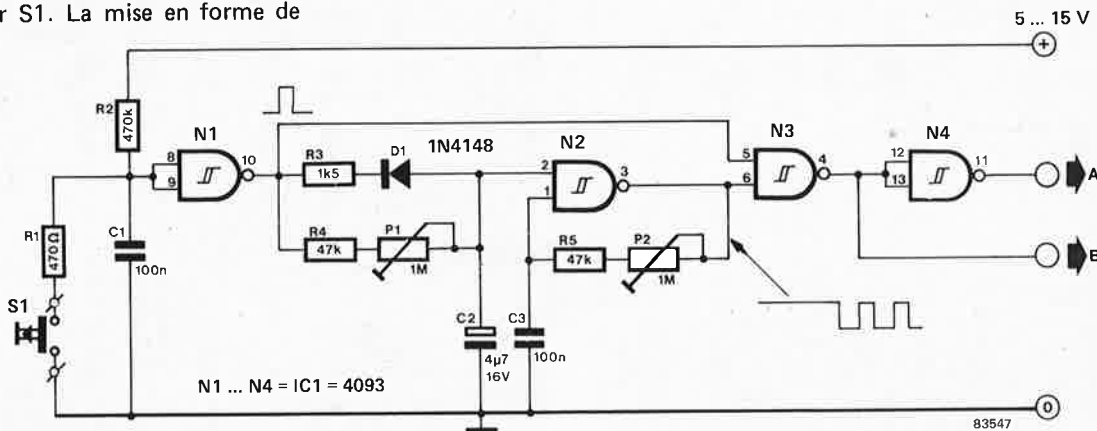 r S1. La mise en forme de
5 ... 15 V
+
R2
470k
N1
8
9
10
R3
1k5
D1
1N4148
N2
2
1
3
N3
5
6
4
N4
12
13
11
A
B
R1
470Ω
C1
100n
R4
47k
P1
1M
R5
47k
P2
1M
S1
C2
4µ7
16V
C3
100n
N1 ... N4 = IC1 = 4093
0
83547